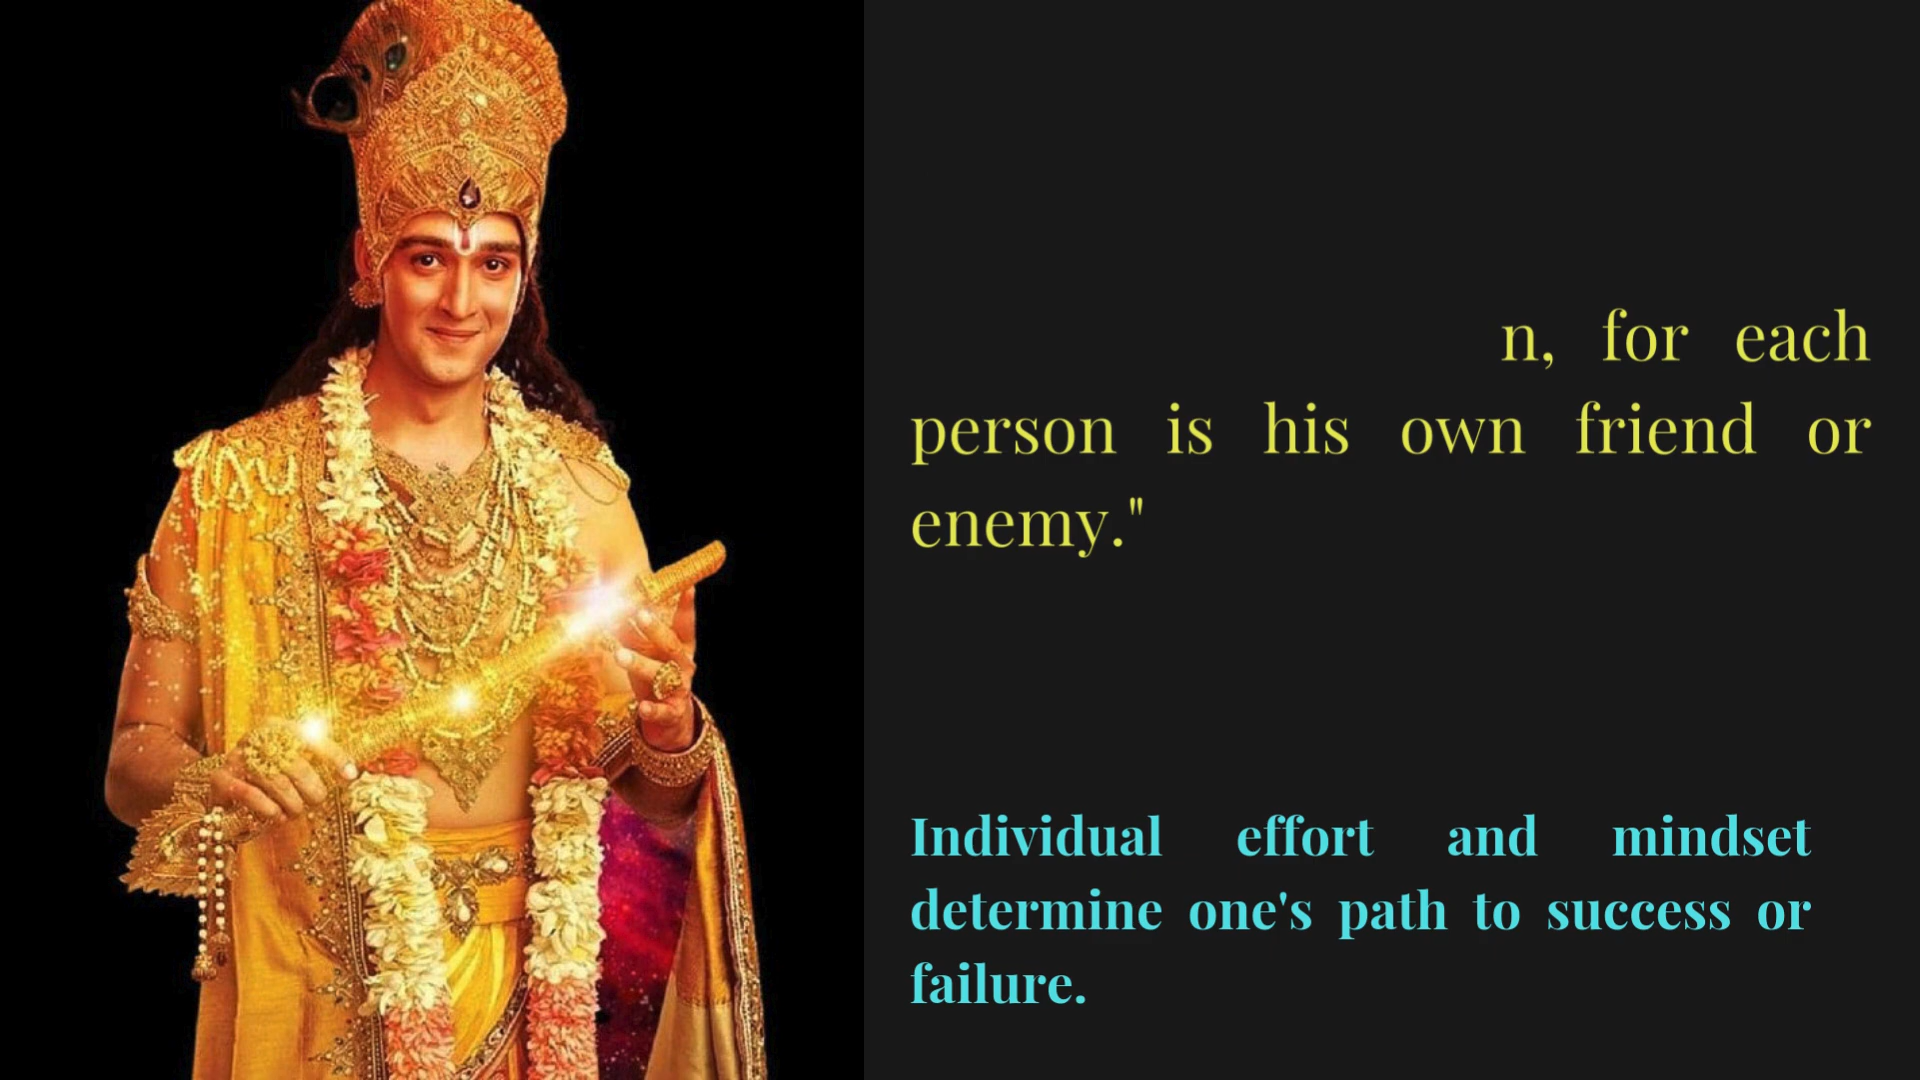 n, for each
person is his own friend or
enemy."
Individual effort and mindset
determine one's path to success or
failure.